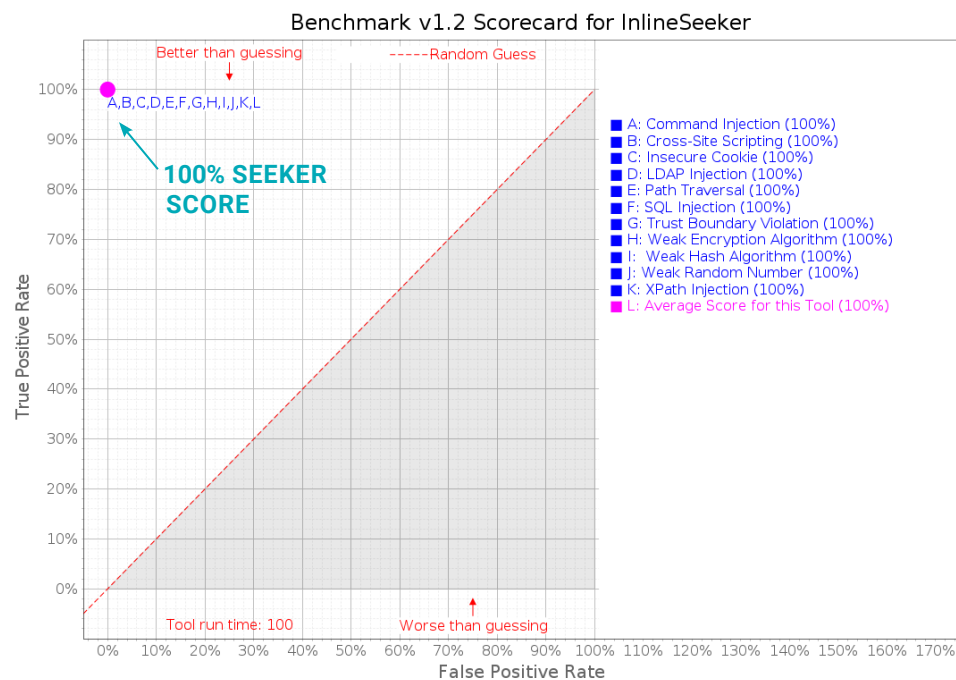 Benchmark v1.2 Scorecard for InlineSeeker
Better than guessing
Random Guess
100%
A,B,C,D,E,F,G,H,I,J,K,L
90%
100% SEEKER
SCORE
80%
70%
60%
50%
40%
30%
20%
10%
0%
True Positive Rate
A: Command Injection (100%)
B: Cross-Site Scripting (100%)
C: Insecure Cookie (100%)
D: LDAP Injection (100%)
E: Path Traversal (100%)
F: SQL Injection (100%)
G: Trust Boundary Violation (100%)
H: Weak Encryption Algorithm (100%)
I: Weak Hash Algorithm (100%)
J: Weak Random Number (100%)
K: XPath Injection (100%)
L: Average Score for this Tool (100%)
Tool run time: 100
Worse than guessing
0% 10% 20% 30% 40% 50% 60% 70% 80% 90% 100% 110% 120% 130% 140% 150% 160% 170%
False Positive Rate